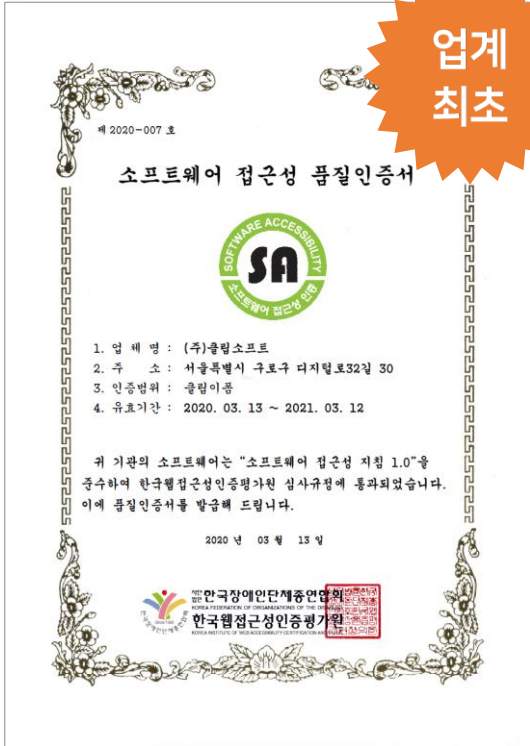 업계
최초
제 2020-007 호
소프트웨어 접근성 품질인증서
SOFTWARE ACCESSIBILITY
SA
소프트웨어 접근성 인증
1. 업 체 명 : (주)클립소프트
2. 주 소 : 서울특별시 구로구 디지털로32길 30
3. 인증범위 : 클립이폼
4. 유효기간 : 2020. 03. 13 ~ 2021. 03. 12
귀 기관의 소프트웨어는 "소프트웨어 접근성 지침 1.0"을
준수하여 한국웹접근성인증평가원 심사규정에 통과되었습니다.
이에 품질인증서를 발급해 드립니다.
2020 년 03 월 13 일
한국장애인단체총연합회
KOREA FEDERATION OF ORGANIZATIONS OF THE
한국웹접근성인증평가원
KOREA INSTITUTE OF WEB ACCESSIBILITY CERTIFICATION AND